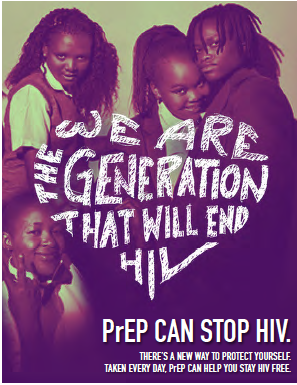 WE ARE
THE GENERATION
THAT WILL END
HIV
PrEP CAN STOP HIV.
THERE'S A NEW WAY TO PROTECT YOURSELF.
TAKEN EVERY DAY, PrEP CAN HELP YOU STAY HIV FREE.